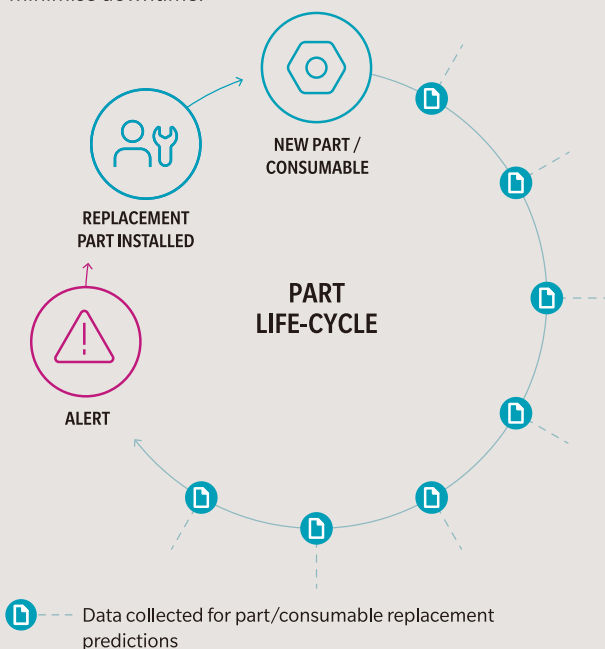 NEW PART /
CONSUMABLE
REPLACEMENT
PART INSTALLED
PART
LIFE-CYCLE
ALERT
Data collected for part/consumable replacement
predictions